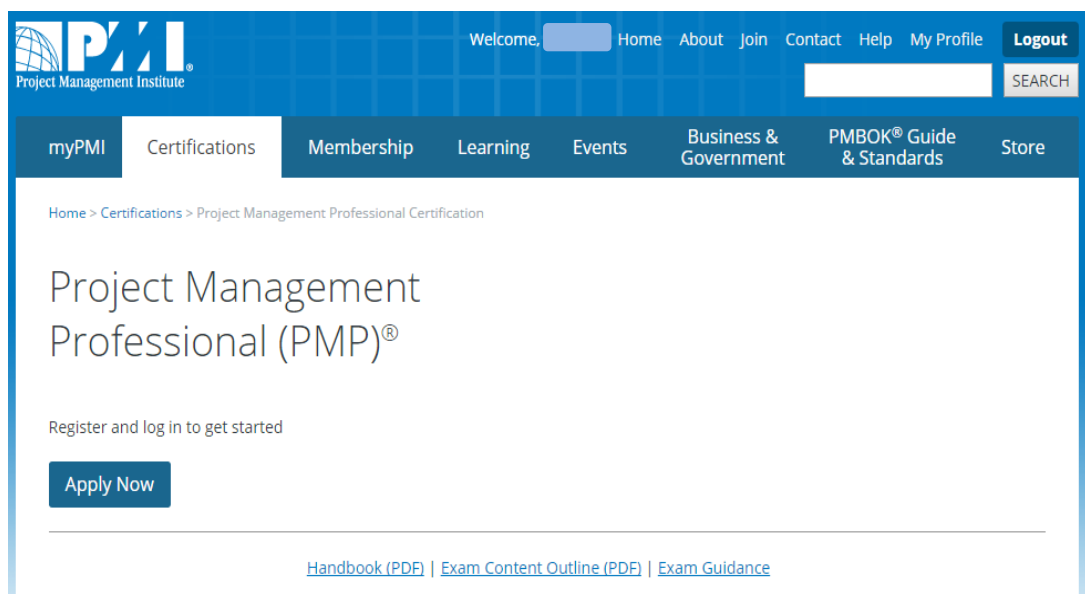 PMI®
Project Management Institute
Welcome, Home About Join Contact Help My Profile Logout
SEARCH
myPMI Certifications Membership Learning Events Business & Government PMBOK® Guide & Standards Store
Home > Certifications > Project Management Professional Certification
Project Management
Professional (PMP)®
Register and log in to get started
Apply Now
Handbook (PDF) | Exam Content Outline (PDF) | Exam Guidance